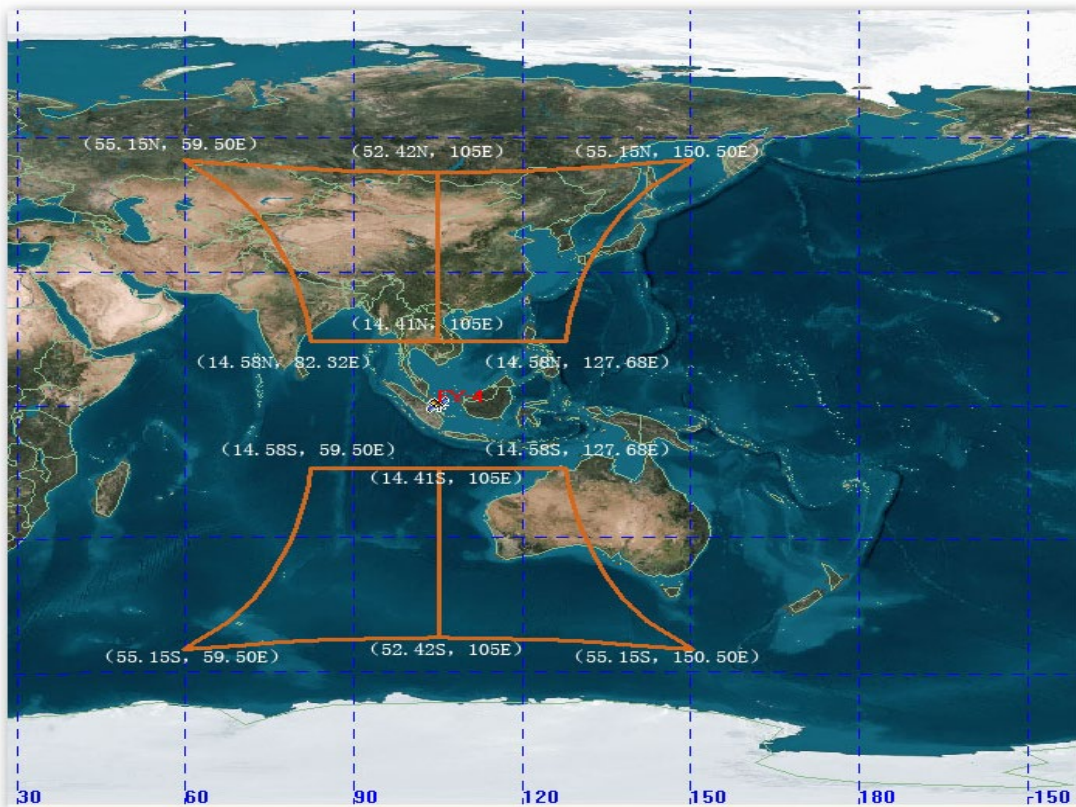 （55.15N, 59.50E）
（52.42N, 105E）
（55.15N, 150.50E）
（14.41N, 105E）
（14.58N, 82.32E）
（14.58N, 127.68E）
FY-4
（14.58S, 59.50E）
（14.58S, 127.68E）
（14.41S, 105E）
（55.15S, 59.50E）
（52.42S, 105E）
（55.15S, 150.50E）
30 60 90 120 150 180 -150